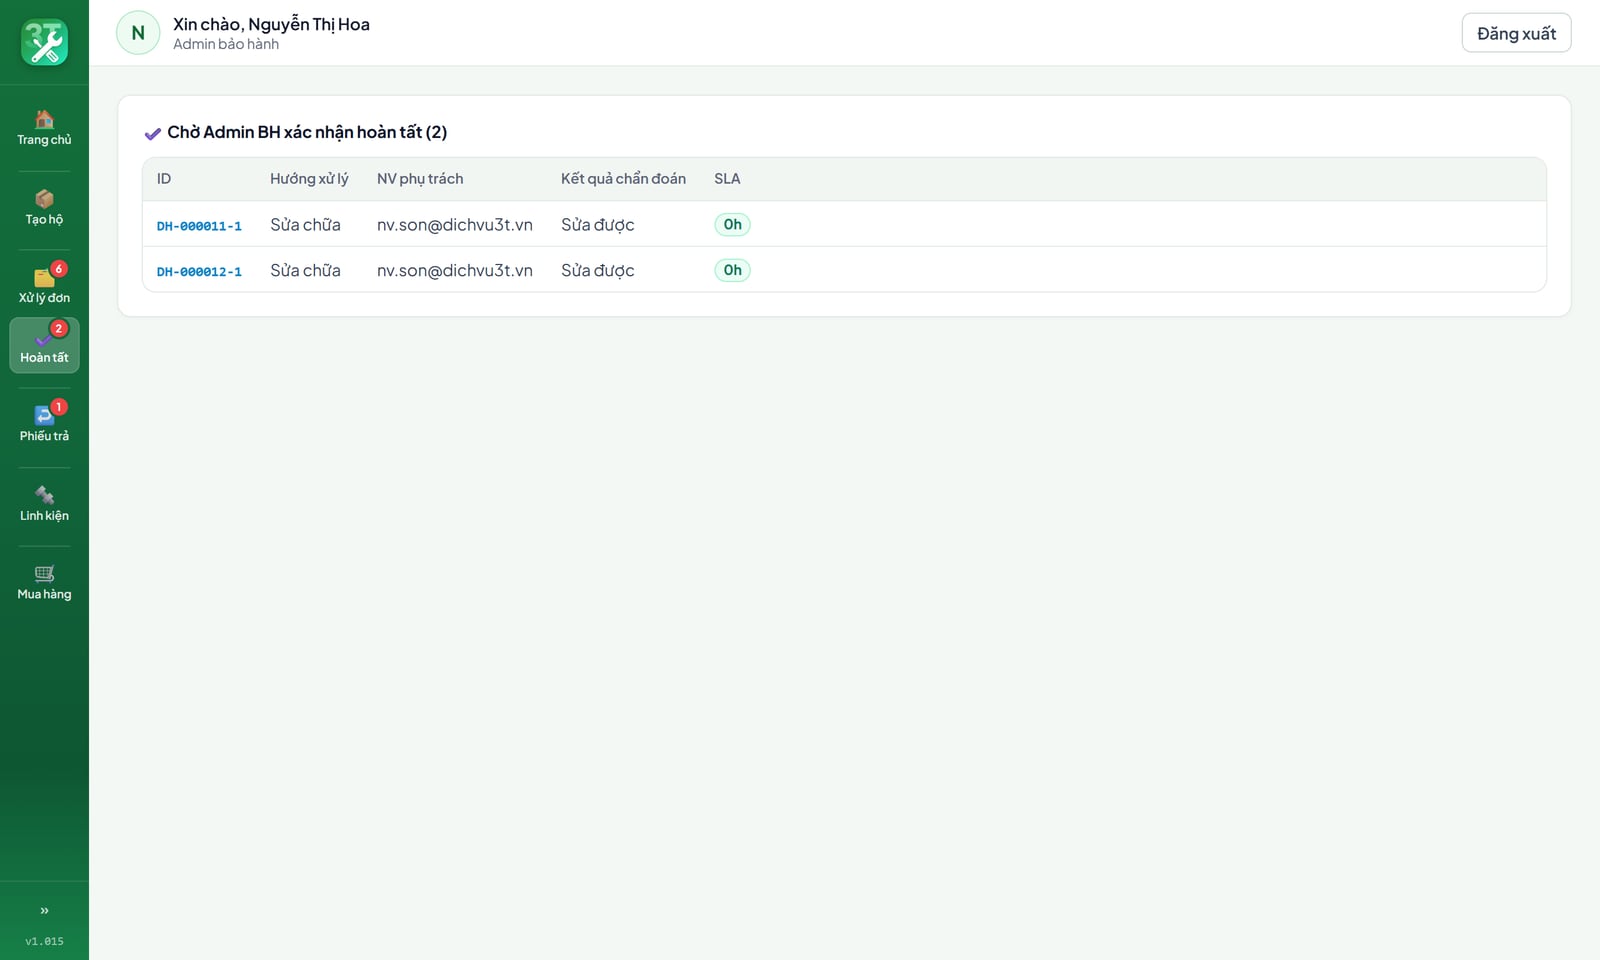 3T
Trang chủ
Tạo hộ
6
Xử lý đơn
2
Hoàn tất
1
Phiếu trả
Linh kiện
Mua hàng
»
v1.015
N
Xin chào, Nguyễn Thị Hoa
Admin bảo hành
Đăng xuất
Chờ Admin BH xác nhận hoàn tất (2)
ID Hướng xử lý NV phụ trách Kết quả chẩn đoán SLA
DH-000011-1 Sửa chữa nv.son@dichvu3t.vn Sửa được 0h
DH-000012-1 Sửa chữa nv.son@dichvu3t.vn Sửa được 0h